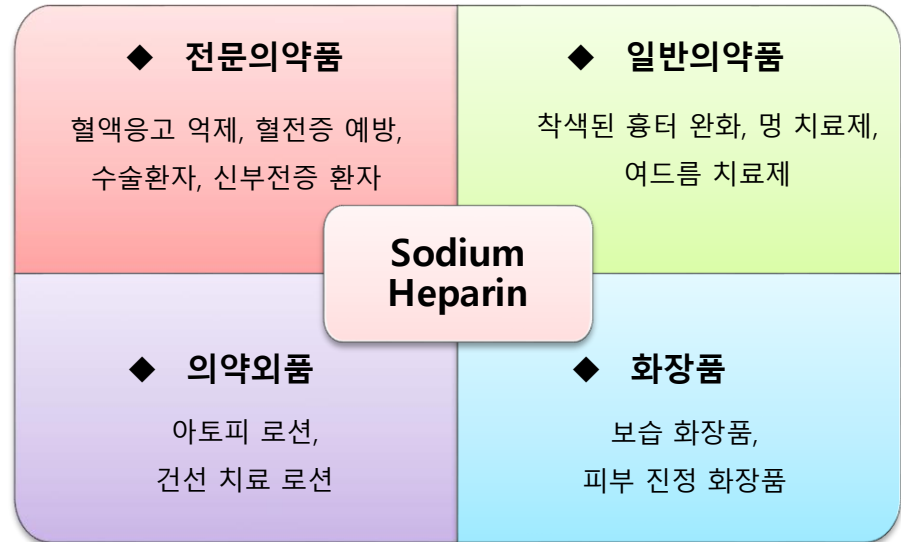 ◆ 전문의약품
혈액응고 억제, 혈전증 예방,
수술환자, 신부전증 환자
◆ 일반의약품
착색된 흉터 완화, 멍 치료제,
여드름 치료제
Sodium
Heparin
◆ 의약외품
아토피 로션,
건선 치료 로션
◆ 화장품
보습 화장품,
피부 진정 화장품